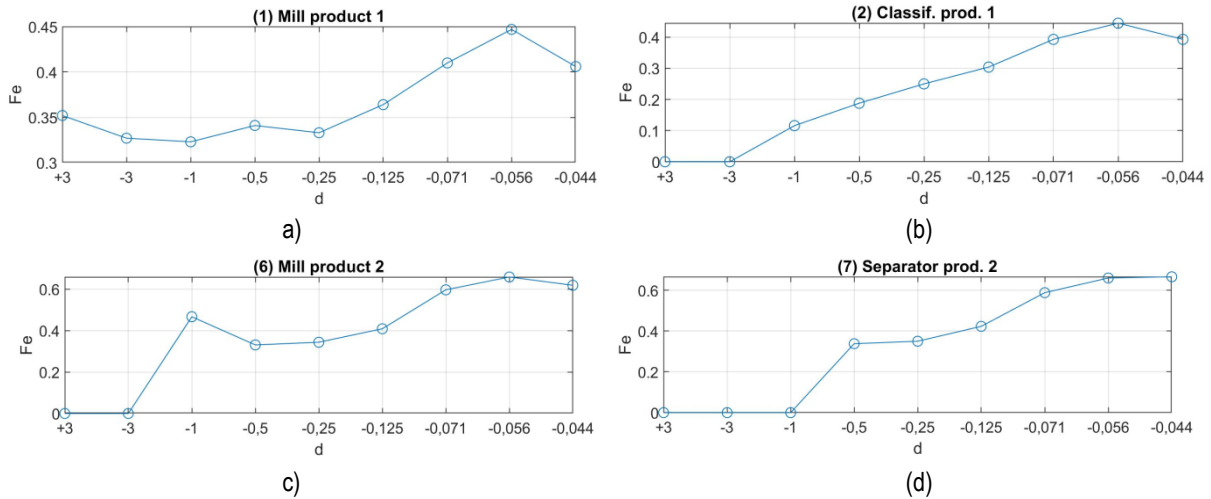 (1) Mill product 1
0.45
0.4
0.35
0.3
Fe
+3 -3 -1 -0,5 -0,25 -0,125 -0,071 -0,056 -0,044
d
a)
(2) Classif. prod. 1
0.4
0.3
0.2
0.1
0
Fe
+3 -3 -1 -0,5 -0,25 -0,125 -0,071 -0,056 -0,044
d
(b)
(6) Mill product 2
0.6
0.4
0.2
0
Fe
+3 -3 -1 -0,5 -0,25 -0,125 -0,071 -0,056 -0,044
d
c)
(7) Separator prod. 2
0.6
0.4
0.2
0
Fe
+3 -3 -1 -0,5 -0,25 -0,125 -0,071 -0,056 -0,044
d
(d)